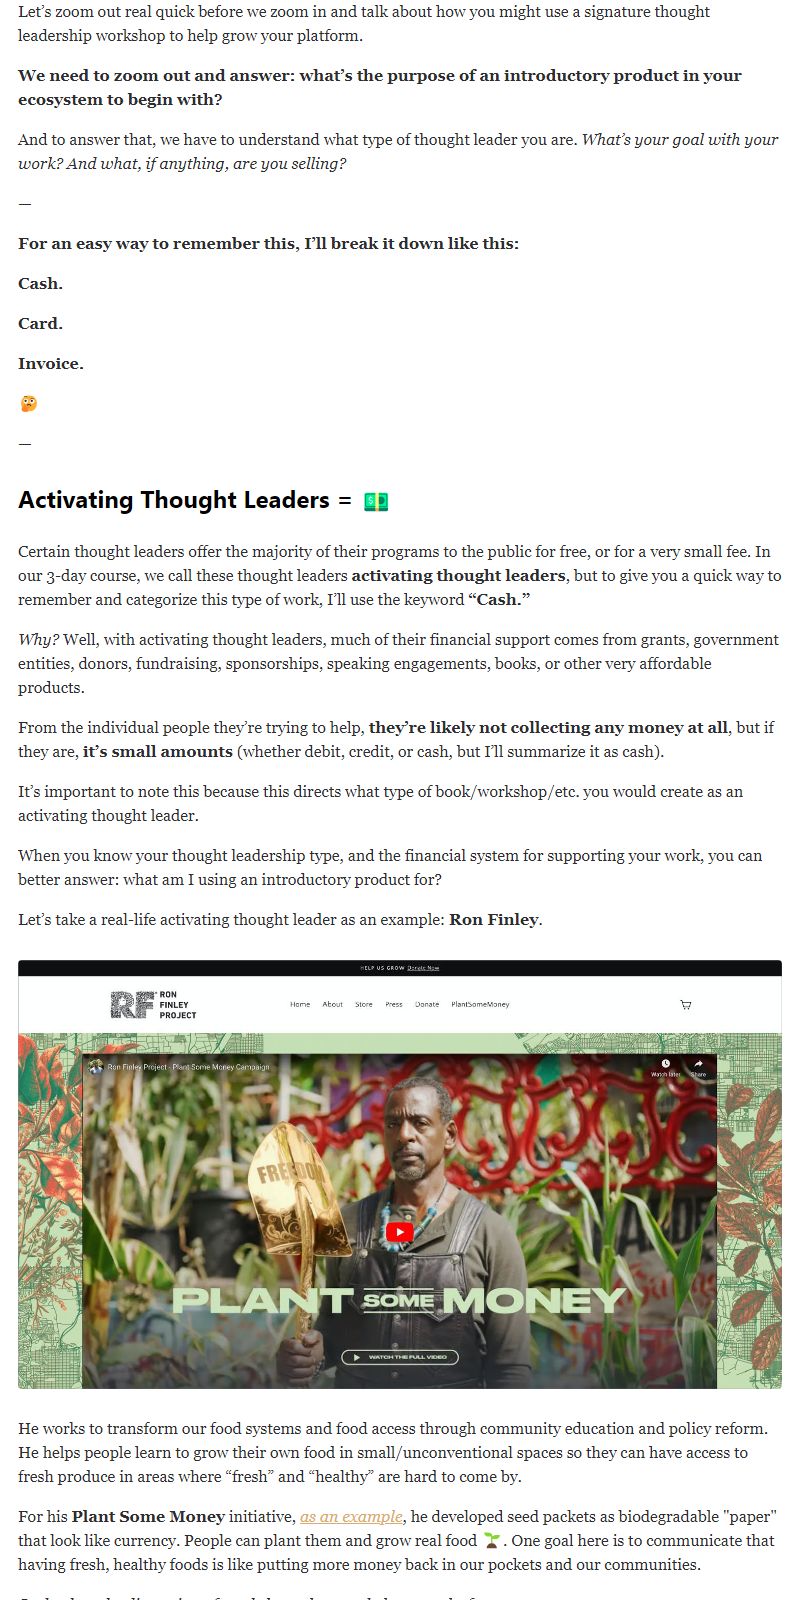 Let’s zoom out real quick before we zoom in and talk about how you might use a signature thought
leadership workshop to help grow your platform.
We need to zoom out and answer: what’s the purpose of an introductory product in your
ecosystem to begin with?
And to answer that, we have to understand what type of thought leader you are. What’s your goal with your
work? And what, if anything, are you selling?
—
For an easy way to remember this, I’ll break it down like this:
Cash.
Card.
Invoice.
🤔
—
Activating Thought Leaders = 💵
Certain thought leaders offer the majority of their programs to the public for free, or for a very small fee. In
our 3-day course, we call these thought leaders activating thought leaders, but to give you a quick way to
remember and categorize this type of work, I’ll use the keyword “Cash.”
Why? Well, with activating thought leaders, much of their financial support comes from grants, government
entities, donors, fundraising, sponsorships, speaking engagements, books, or other very affordable
products.
From the individual people they’re trying to help, they’re likely not collecting any money at all, but if
they are, it’s small amounts (whether debit, credit, or cash, but I’ll summarize it as cash).
It’s important to note this because this directs what type of book/workshop/etc. you would create as an
activating thought leader.
When you know your thought leadership type, and the financial system for supporting your work, you can
better answer: what am I using an introductory product for?
Let’s take a real-life activating thought leader as an example: Ron Finley.
HELP US GROW Donate Now
RF RON
FINLEY
PROJECT
Home About Store Press Donate PlantSomeMoney
Ron Finley Project - Plant Some Money Campaign
Watch later Share
FREEDOM
PLANT SOME MONEY
WATCH THE FULL VIDEO
He works to transform our food systems and food access through community education and policy reform.
He helps people learn to grow their own food in small/unconventional spaces so they can have access to
fresh produce in areas where “fresh” and “healthy” are hard to come by.
For his Plant Some Money initiative, as an example, he developed seed packets as biodegradable "paper"
that look like currency. People can plant them and grow real food 🌱. One goal here is to communicate that
having fresh, healthy foods is like putting more money back in our pockets and our communities.